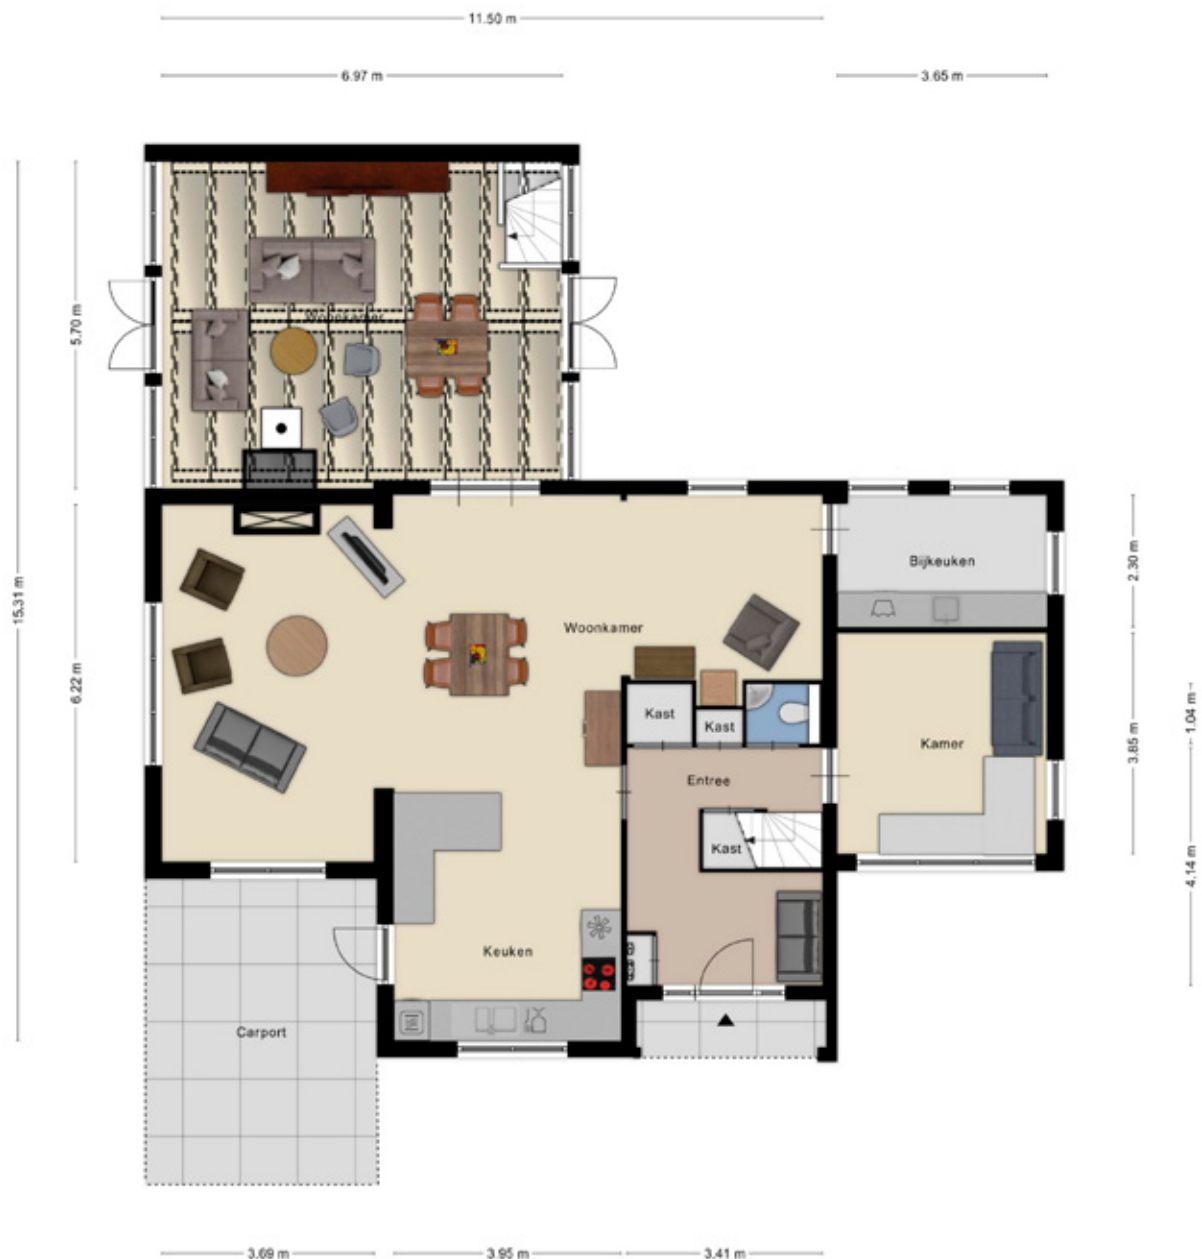 11.50 m
6.97 m
3.65 m
5.70 m
Woonkamer
15.31 m
2.30 m
Bijkeuken
Woonkamer
6.22 m
1.04 m
Kast
Kast
3.85 m
Kamer
Entree
Kast
4.14 m
Keuken
Carport
3.69 m
3.95 m
3.41 m